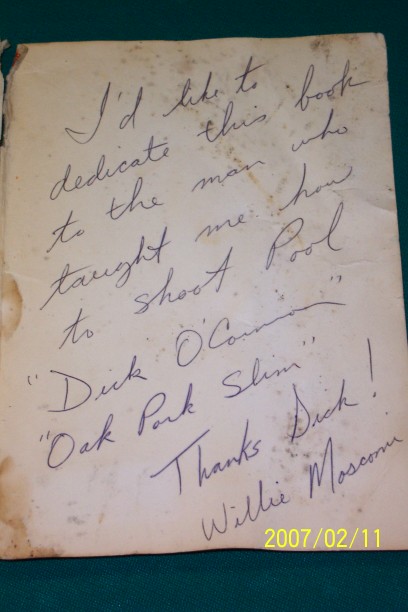 I'd like to
dedicate this book
to the man who
taught me how
to shoot Pool
"Dick O'Connor"
"Oak Park Slim"
Thanks Dick!
Willie Mosconi
2007/02/11